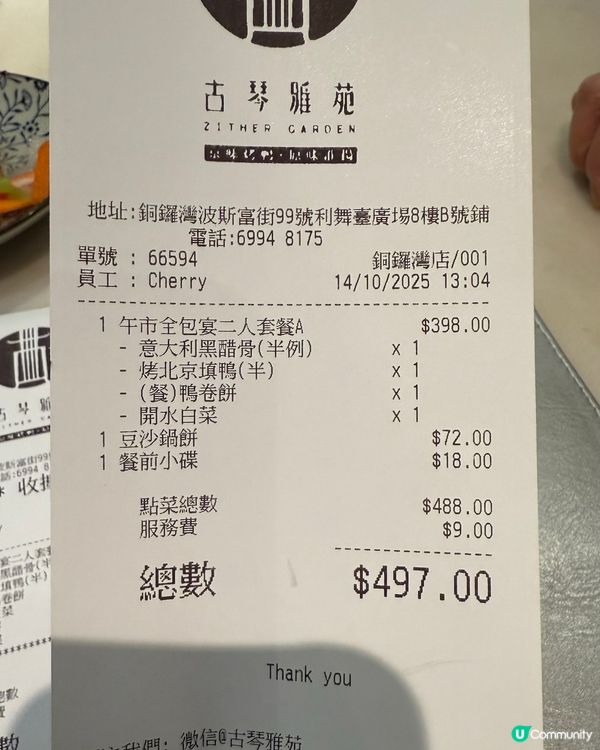 古琴雅苑
ZITHER GARDEN
地址:銅鑼灣波斯富街99號利舞臺廣場8樓B號鋪
電話:6994 8175
單號 : 66594 銅鑼灣店/001
員工 : Cherry 14/10/2025 13:04
1 午市全包宴二人套餐A $398.00
- 意大利黑醋骨(半例) x 1
- 烤北京填鴨(半) x 1
- (餐)鴨卷餅 x 1
- 開水白菜 x 1
1 豆沙鍋餅 $72.00
1 餐前小碟 $18.00
點菜總數 $488.00
服務費 $9.00
總數 $497.00
Thank you
我們: 微信@古琴雅苑
U Community